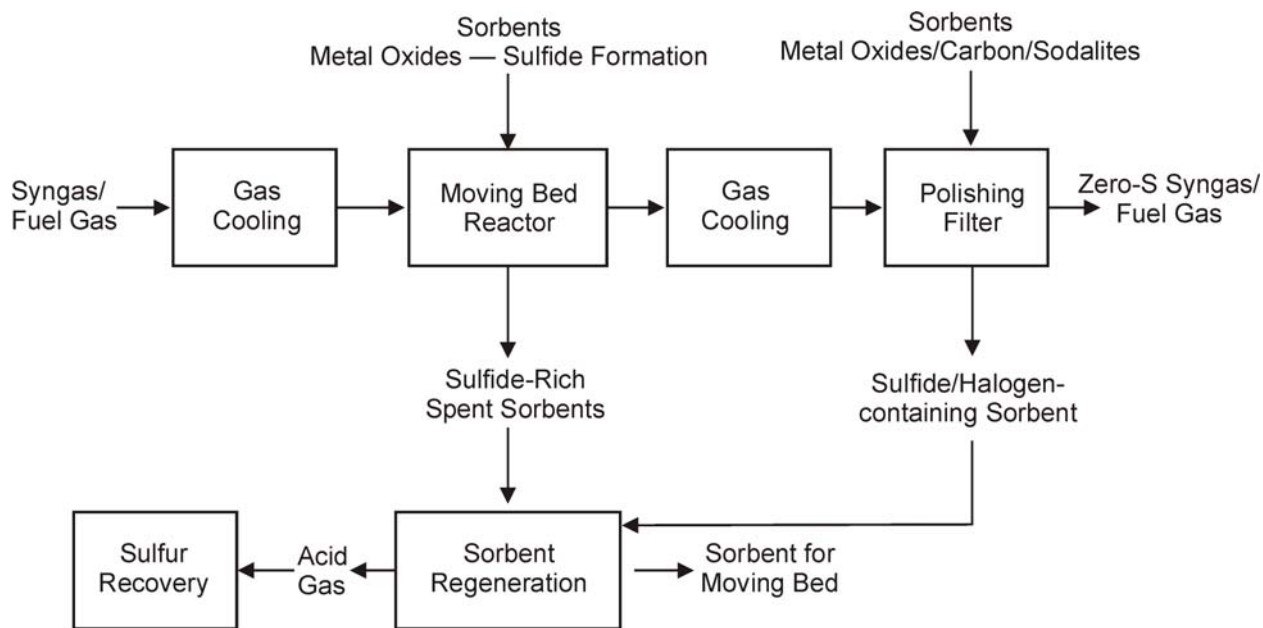 Sorbents
Metal Oxides — Sulfide Formation
Sorbents
Metal Oxides/Carbon/Sodalites
Syngas/
Fuel Gas
Gas
Cooling
Moving Bed
Reactor
Gas
Cooling
Polishing
Filter
Zero-S Syngas/
Fuel Gas
Sulfide-Rich
Spent Sorbents
Sulfide/Halogen-
containing Sorbent
Sulfur
Recovery
Acid
Gas
Sorbent
Regeneration
Sorbent for
Moving Bed